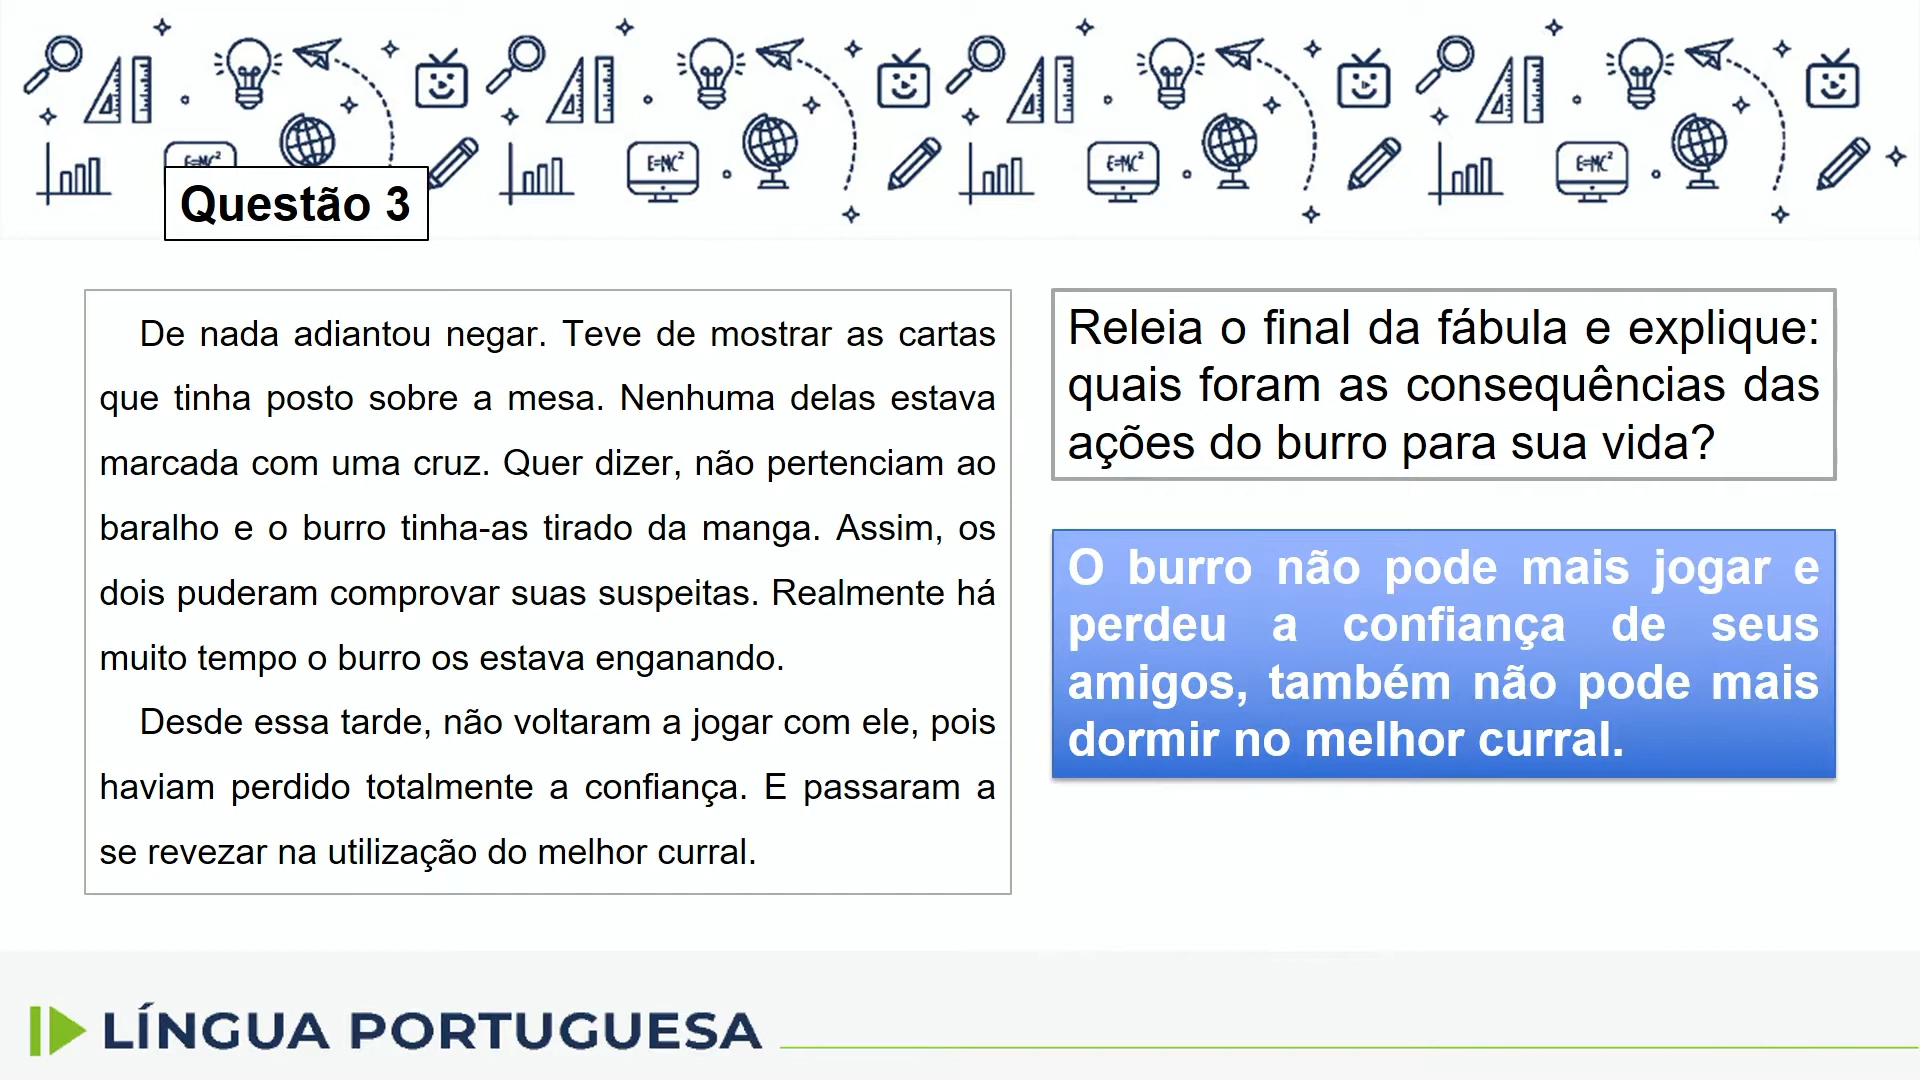 E=MC²
E=MC²
E=MC²
E=MC²
Questão 3
De nada adiantou negar. Teve de mostrar as cartas
que tinha posto sobre a mesa. Nenhuma delas estava
marcada com uma cruz. Quer dizer, não pertenciam ao
baralho e o burro tinha-as tirado da manga. Assim, os
dois puderam comprovar suas suspeitas. Realmente há
muito tempo o burro os estava enganando.
Desde essa tarde, não voltaram a jogar com ele, pois
haviam perdido totalmente a confiança. E passaram a
se revezar na utilização do melhor curral.
Releia o final da fábula e explique:
quais foram as consequências das
ações do burro para sua vida?
O burro não pode mais jogar e
perdeu a confiança de seus
amigos, também não pode mais
dormir no melhor curral.
LÍNGUA PORTUGUESA